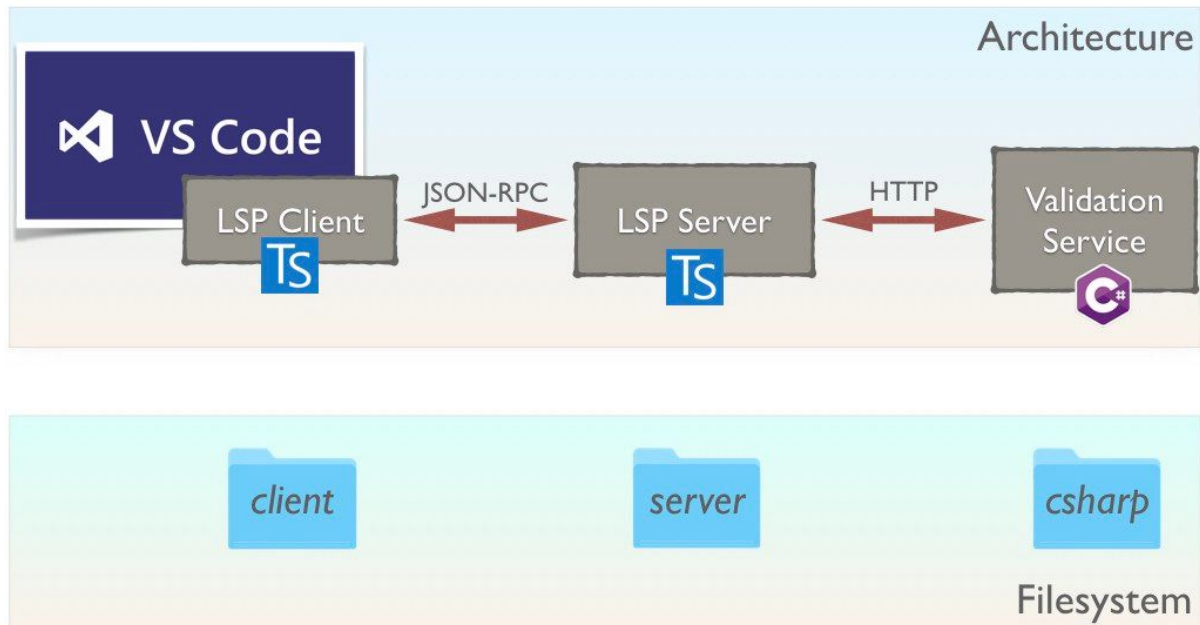 Architecture
VS Code
LSP Client
TS
JSON-RPC
LSP Server
TS
HTTP
Validation
Service
C#
client
server
csharp
Filesystem